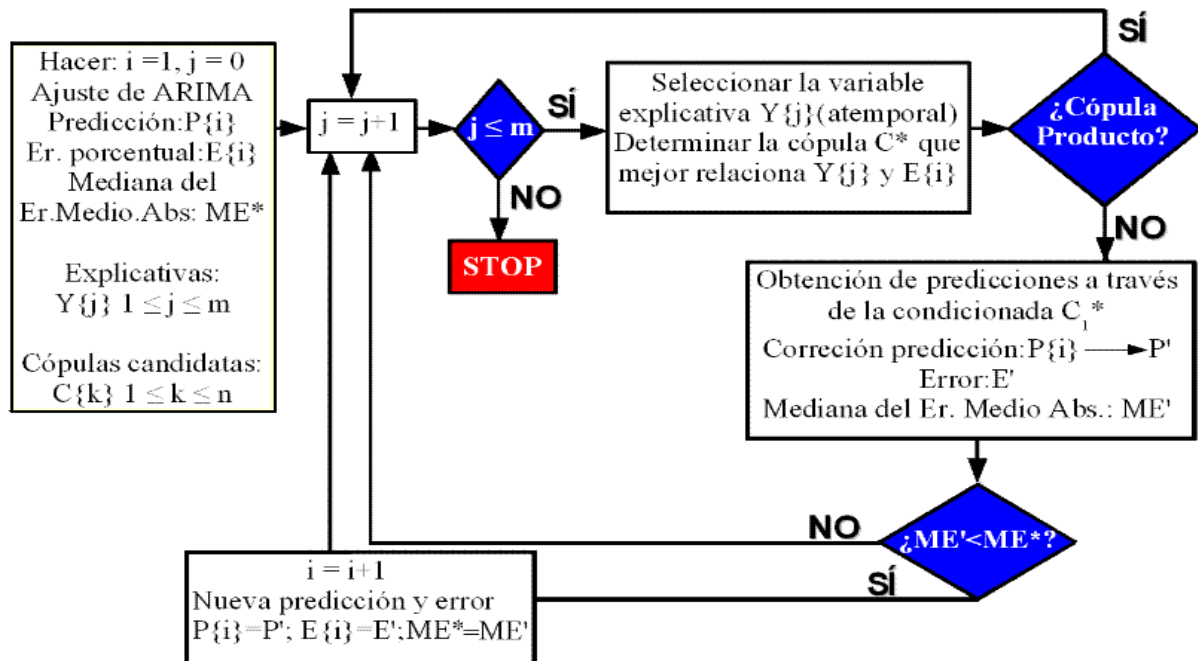 Hacer: i =1, j = 0
Ajuste de ARIMA
Predicción:P{i}
Er. porcentual:E{i}
Mediana del
Er.Medio.Abs: ME*
Explicativas:
Y{j} 1 ≤ j ≤ m
Cópulas candidatas:
C{k} 1 ≤ k ≤ n
j = j+1
j ≤ m
SÍ
NO
STOP
Seleccionar la variable
explicativa Y{j}(atemporal)
Determinar la cópula C* que
mejor relaciona Y{j} y E{i}
¿Cópula
Producto?
SÍ
NO
Obtención de predicciones a través
de la condicionada C₁*
Correción predicción:P{i} ⟶ P'
Error:E'
Mediana del Er. Medio Abs.: ME'
¿ME'<ME*?
NO
SÍ
i = i+1
Nueva predicción y error
P{i}=P'; E{i}=E';ME*=ME'